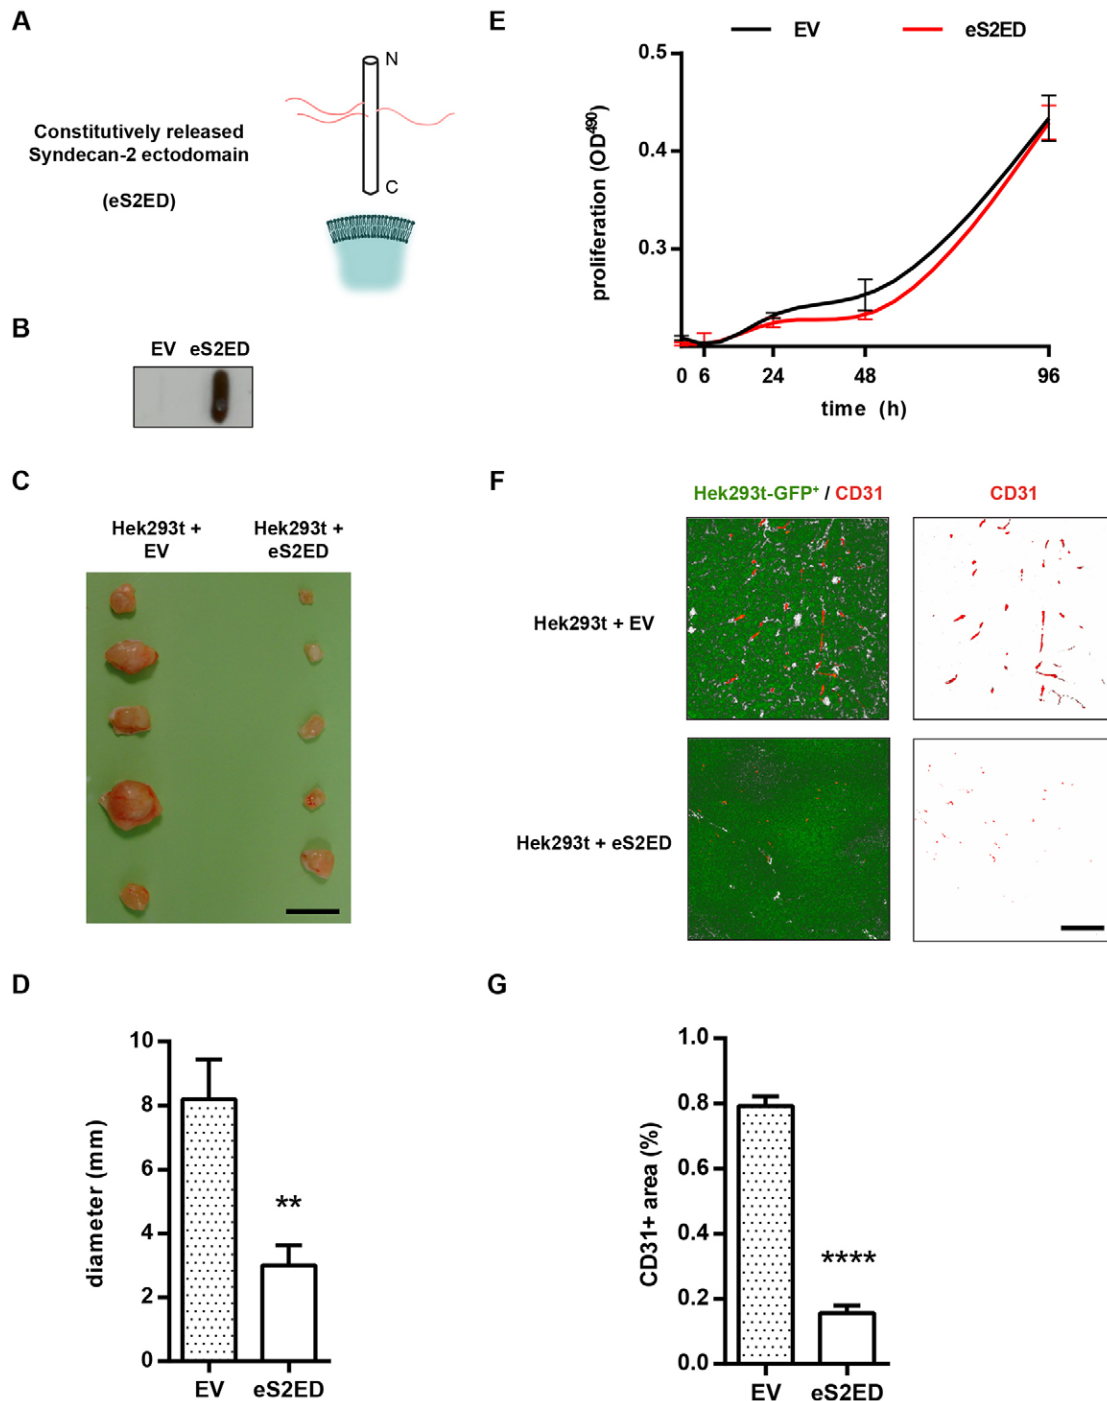 A
N
Constitutively released
Syndecan-2 ectodomain
(eS2ED)
C
B
EV eS2ED
C
Hek293t +
EV
Hek293t +
eS2ED
D
diameter (mm)
10
8
6
4
2
0
**
EV
eS2ED
E
EV
eS2ED
proliferation (OD⁴⁹⁰)
0.5
0.4
0.3
0
6
24
48
96
time (h)
F
Hek293t-GFP⁺ / CD31
CD31
Hek293t + EV
Hek293t + eS2ED
G
CD31+ area (%)
1.0
0.8
0.6
0.4
0.2
0.0
****
EV
eS2ED